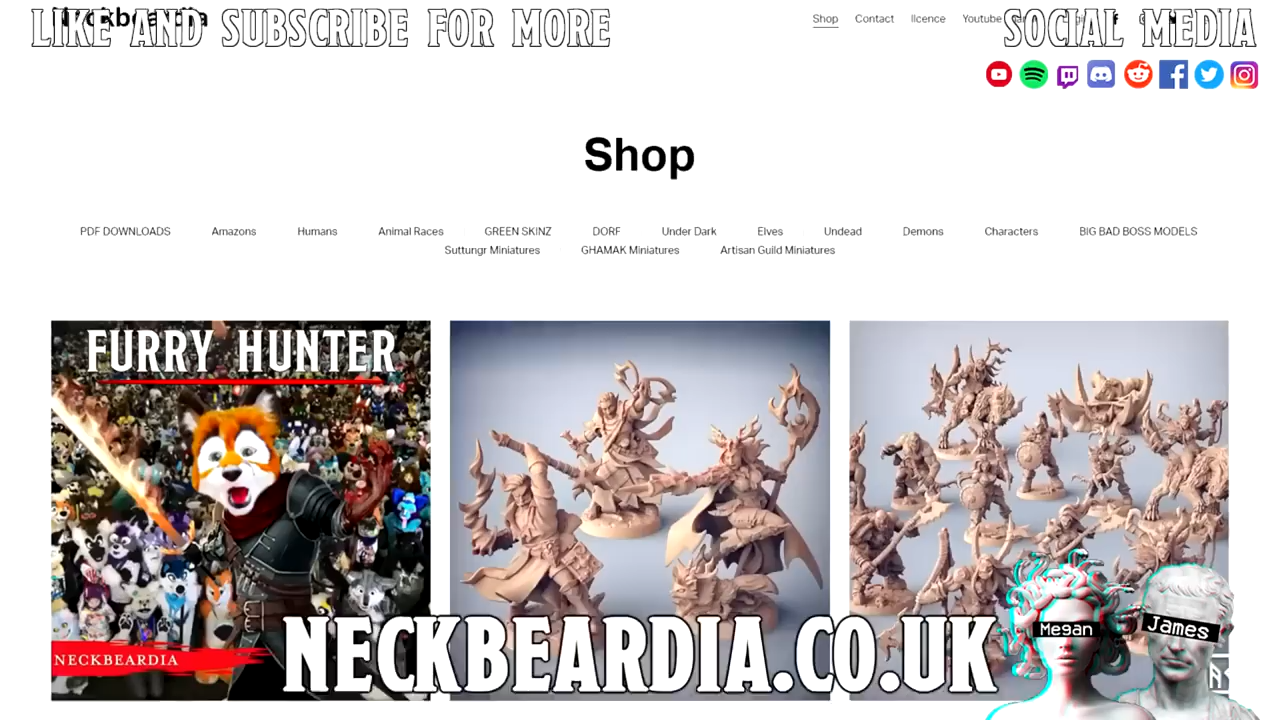 Neckbeardia
LIKE AND SUBSCRIBE FOR MORE
Shop Contact lIcence Youtube
SOCIAL MEDIA
Shop
PDF DOWNLOADS Amazons Humans Animal Races GREEN SKINZ DORF Under Dark Elves Undead Demons Characters BIG BAD BOSS MODELS
Suttungr Miniatures GHAMAK Miniatures Artisan Guild Miniatures
FURRY HUNTER
NECKBEARDIA
NECKBEARDIA.CO.UK
Megan
James